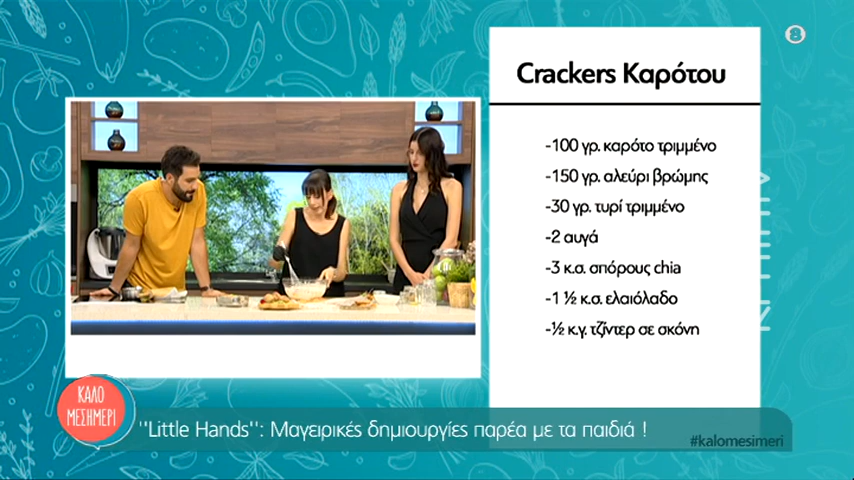 8
Crackers Καρότου
-100 γρ. καρότο τριμμένο
-150 γρ. αλεύρι βρώμης
-30 γρ. τυρί τριμμένο
-2 αυγά
-3 κ.σ. σπόρους chia
-1 ½ κ.σ. ελαιόλαδο
-½ κ.γ. τζίντερ σε σκόνη
ΚΑΛΟ
ΜΕΣΗΜΕΡΙ
''Little Hands'': Μαγειρικές δημιουργίες παρέα με τα παιδιά !
#kalomesimeri